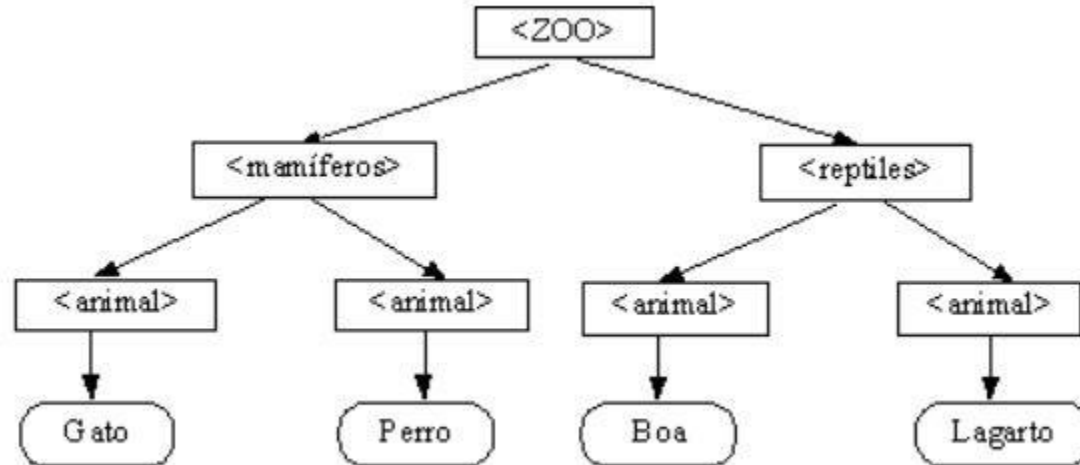 <ZOO>
<mamíferos>
<reptiles>
<animal>
<animal>
<animal>
<animal>
Gato
Perro
Boa
Lagarto